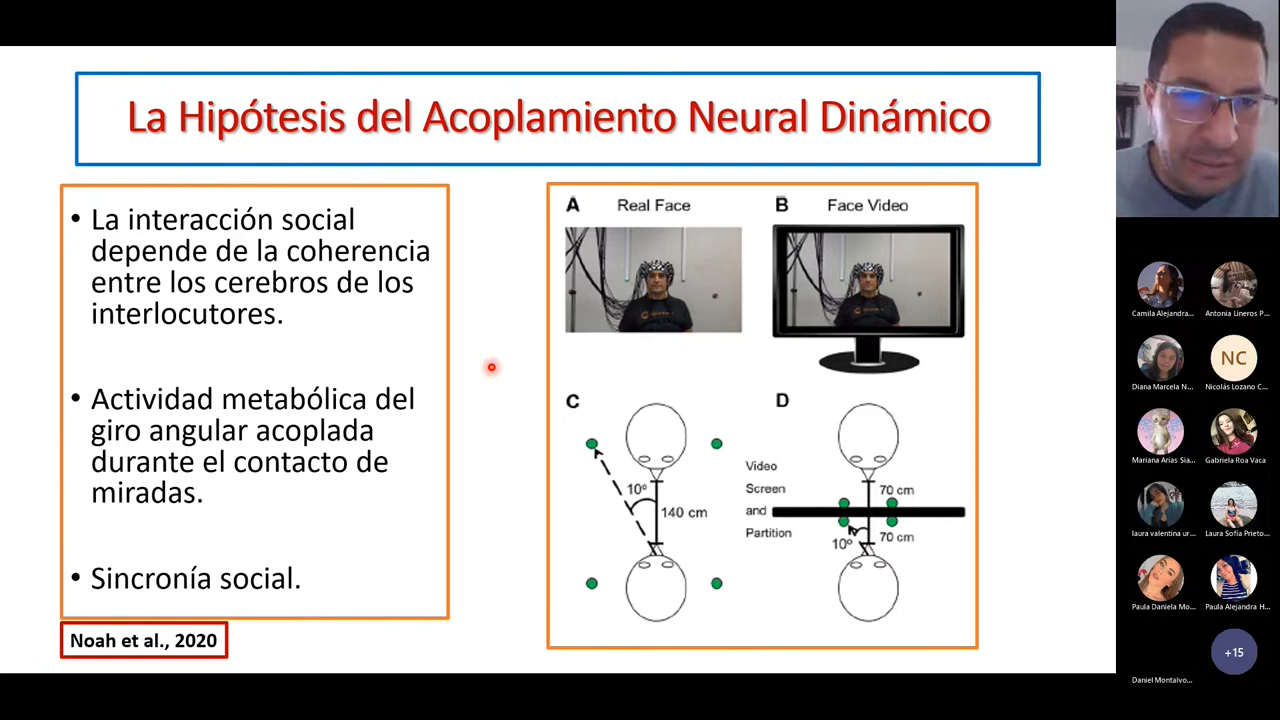 La Hipótesis del Acoplamiento Neural Dinámico
• La interacción social
depende de la coherencia
entre los cerebros de los
interlocutores.
• Actividad metabólica del
giro angular acoplada
durante el contacto de
miradas.
• Sincronía social.
Noah et al., 2020
A Real Face
B Face Video
C
10º
140 cm
D
Video
Screen
and
Partition
70 cm
70 cm
10º
Camila Alejandra...
Antonia Lineros P...
Diana Marcela N...
NC
Nicolás Lozano C...
Mariana Arias Sia...
Gabriela Roa Vaca
laura valentina ur...
Laura Sofía Prieto...
Paula Daniela Mo...
Paula Alejandra H...
+15
Daniel Montalvo...